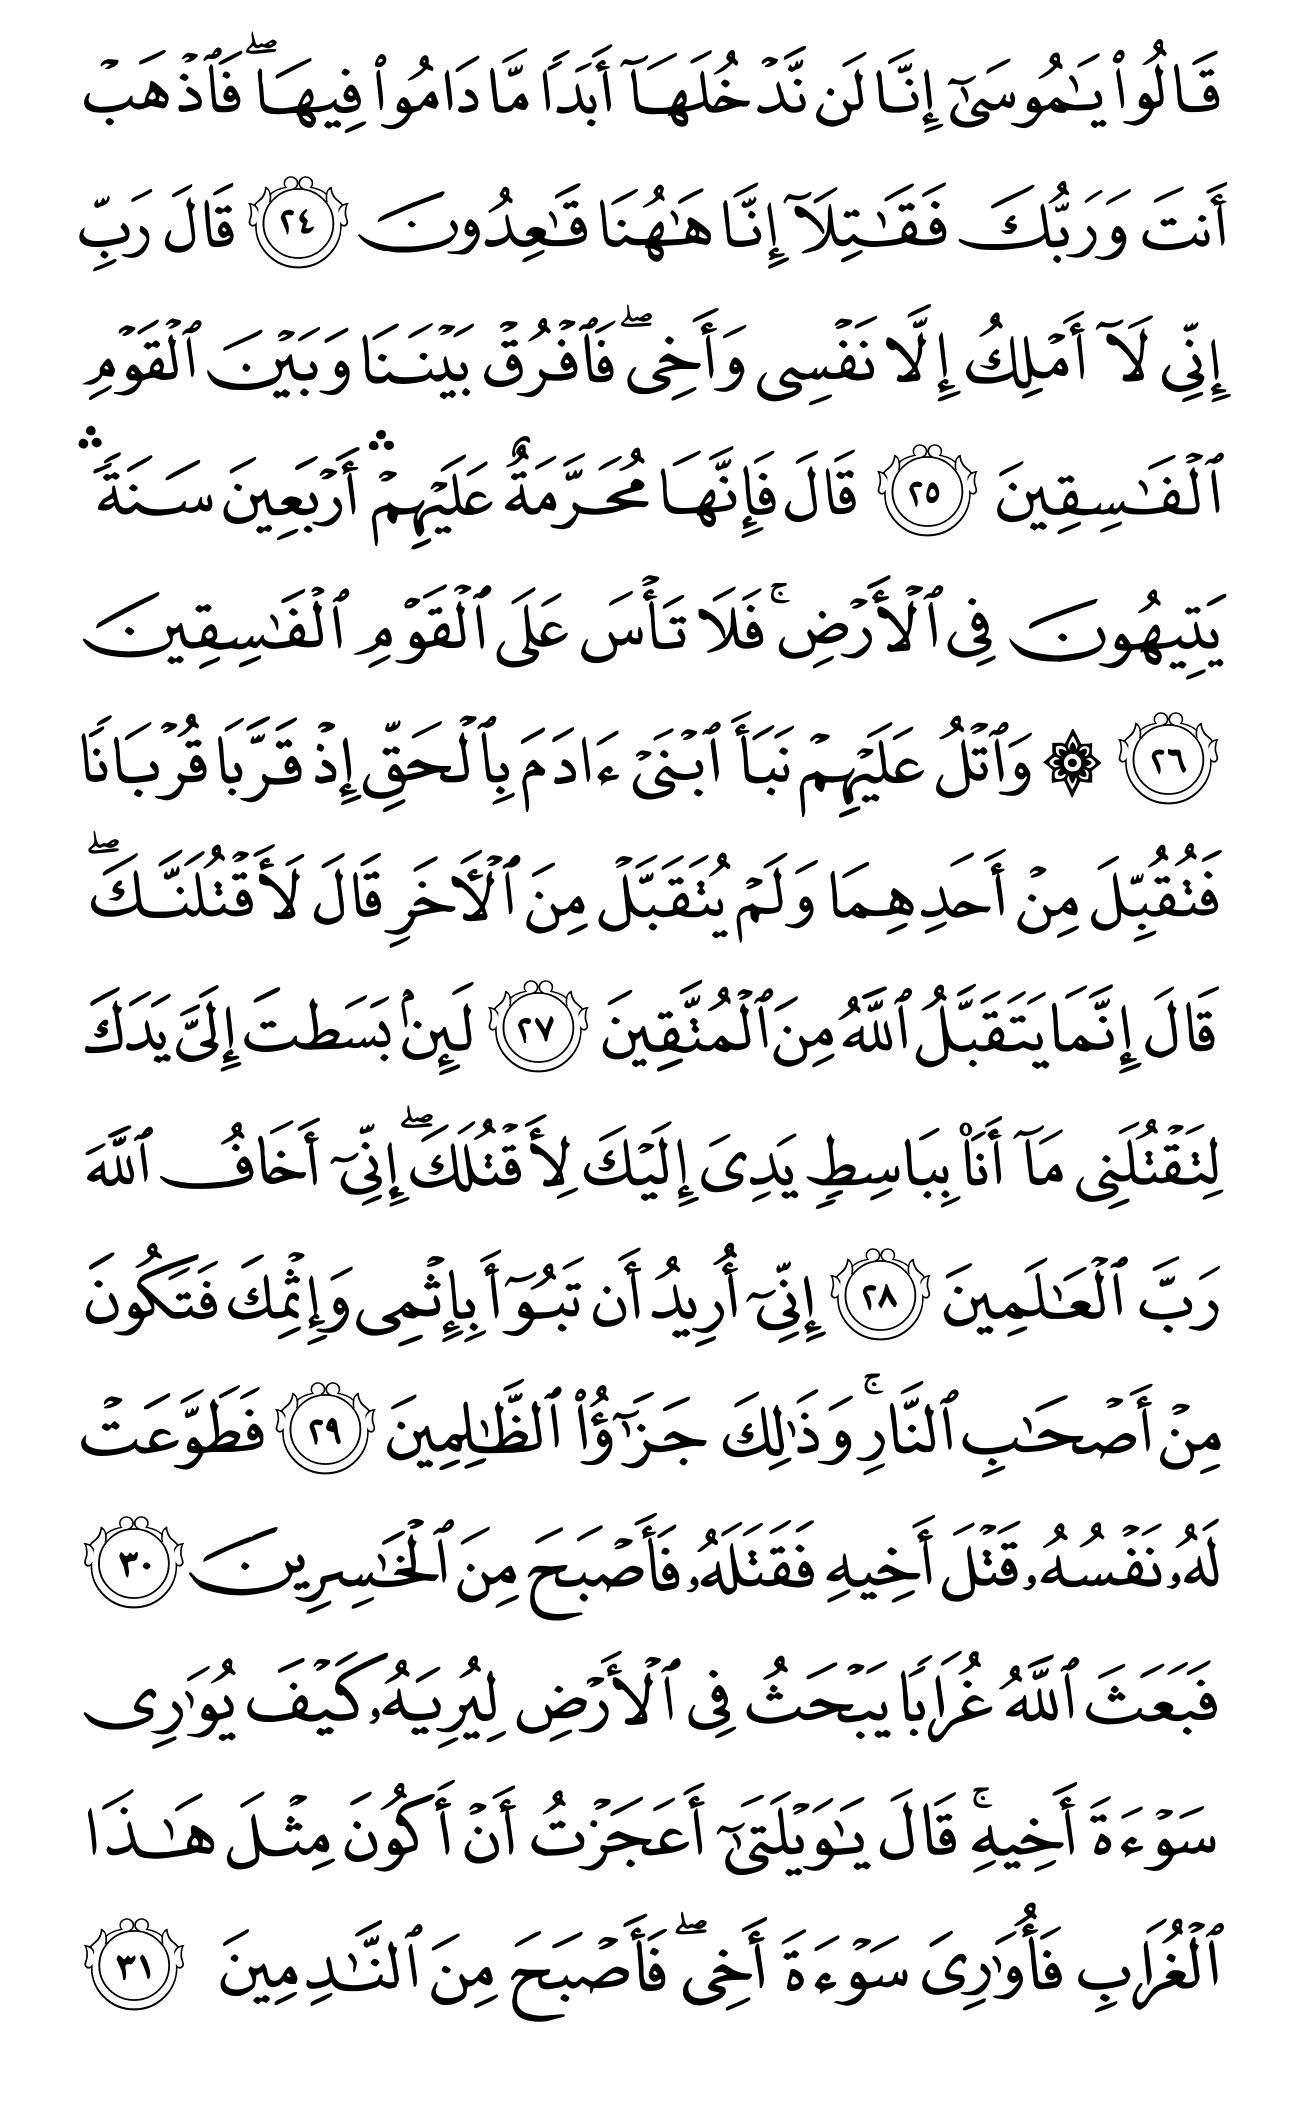 قَالُوا۟ يَـٰمُوسَىٰٓ إِنَّا لَن نَّدۡخُلَهَآ أَبَدٗا مَّا دَامُوا۟ فِيهَا ۖ فَٱذۡهَبۡ
أَنتَ وَرَبُّكَ فَقَـٰتِلَآ إِنَّا هَـٰهُنَا قَـٰعِدُونَ ٢٤ قَالَ رَبِّ
إِنِّى لَآ أَمۡلِكُ إِلَّا نَفۡسِى وَأَخِى ۖ فَٱفۡرُقۡ بَيۡنَنَا وَبَيۡنَ ٱلۡقَوۡمِ
ٱلۡفَـٰسِقِينَ ٢٥ قَالَ فَإِنَّهَا مُحَرَّمَةٌ عَلَيۡهِمۡ ۛ أَرۡبَعِينَ سَنَةٗ ۛ
يَتِيهُونَ فِى ٱلۡأَرۡضِ ۚ فَلَا تَأۡسَ عَلَى ٱلۡقَوۡمِ ٱلۡفَـٰسِقِينَ
٢٦ ۞ وَٱتۡلُ عَلَيۡهِمۡ نَبَأَ ٱبۡنَىۡ ءَادَمَ بِٱلۡحَقِّ إِذۡ قَرَّبَا قُرۡبَانٗا
فَتُقُبِّلَ مِنۡ أَحَدِهِمَا وَلَمۡ يُتَقَبَّلۡ مِنَ ٱلۡـَٔاخَرِ قَالَ لَأَقۡتُلَنَّكَ ۖ
قَالَ إِنَّمَا يَتَقَبَّلُ ٱللَّهُ مِنَ ٱلۡمُتَّقِينَ ٢٧ لَئِنۢ بَسَطتَ إِلَىَّ يَدَكَ
لِتَقۡتُلَنِى مَآ أَنَا۠ بِبَاسِطٖ يَدِىَ إِلَيۡكَ لِأَقۡتُلَكَ ۖ إِنِّىٓ أَخَافُ ٱللَّهَ
رَبَّ ٱلۡعَـٰلَمِينَ ٢٨ إِنِّىٓ أُرِيدُ أَن تَبُوٓأَ بِإِثۡمِى وَإِثۡمِكَ فَتَكُونَ
مِنۡ أَصۡحَـٰبِ ٱلنَّارِ ۚ وَذَٰلِكَ جَزَـٰٓؤُا۟ ٱلظَّـٰلِمِينَ ٢٩ فَطَوَّعَتۡ
لَهُۥ نَفۡسُهُۥ قَتۡلَ أَخِيهِ فَقَتَلَهُۥ فَأَصۡبَحَ مِنَ ٱلۡخَـٰسِرِينَ ٣٠
فَبَعَثَ ٱللَّهُ غُرَابٗا يَبۡحَثُ فِى ٱلۡأَرۡضِ لِيُرِيَهُۥ كَيۡفَ يُوَٰرِى
سَوۡءَةَ أَخِيهِ ۚ قَالَ يَـٰوَيۡلَتَىٰٓ أَعَجَزۡتُ أَنۡ أَكُونَ مِثۡلَ هَـٰذَا
ٱلۡغُرَابِ فَأُوَٰرِىَ سَوۡءَةَ أَخِى ۖ فَأَصۡبَحَ مِنَ ٱلنَّـٰدِمِينَ ٣١